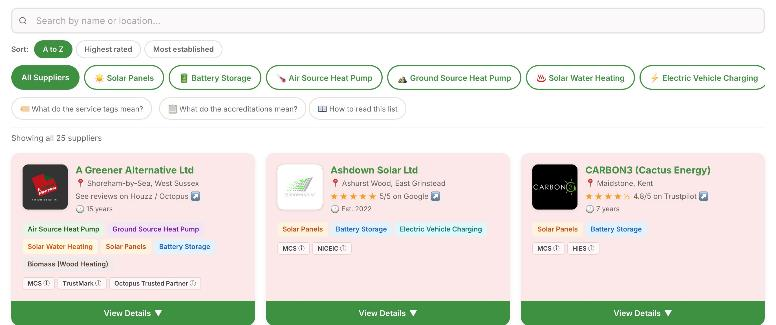 Search by name or location...
Sort: A to Z Highest rated Most established
All Suppliers Solar Panels Battery Storage Air Source Heat Pump Ground Source Heat Pump Solar Water Heating Electric Vehicle Charging
What do the service tags mean? What do the accreditations mean? How to read this list
Showing all 25 suppliers
A Greener Alternative Ltd
Shoreham-by-Sea, West Sussex
See reviews on Houzz / Octopus
15 years
Air Source Heat Pump Ground Source Heat Pump
Solar Water Heating Solar Panels Battery Storage
Biomass (Wood Heating)
MCS TrustMark Octopus Trusted Partner
View Details ▼
Ashdown Solar Ltd
Ashurst Wood, East Grinstead
★★★★★ 5/5 on Google
Est. 2022
Solar Panels Battery Storage Electric Vehicle Charging
MCS NICEIC
View Details ▼
CARBON3
CARBON3 (Cactus Energy)
Maidstone, Kent
★★★★½ 4.8/5 on Trustpilot
7 years
Solar Panels Battery Storage
MCS HIES
View Details ▼